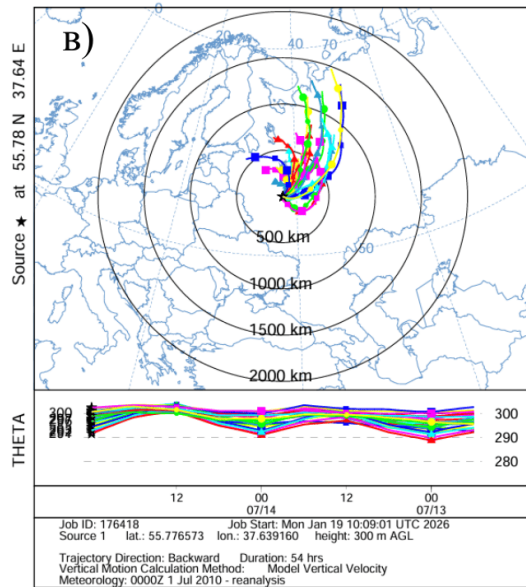 в)
0
70
40
60
Source ★ at 55.78 N 37.64 E
500 km
50
1000 km
1500 km
2000 km
THETA
300
300
290
280
12
00
12
00
07/14
07/13
Job ID: 176418 Job Start: Mon Jan 19 10:09:01 UTC 2026
Source 1 lat.: 55.776573 lon.: 37.639160 height: 300 m AGL
Trajectory Direction: Backward Duration: 54 hrs
Vertical Motion Calculation Method: Model Vertical Velocity
Meteorology: 0000Z 1 Jul 2010 - reanalysis